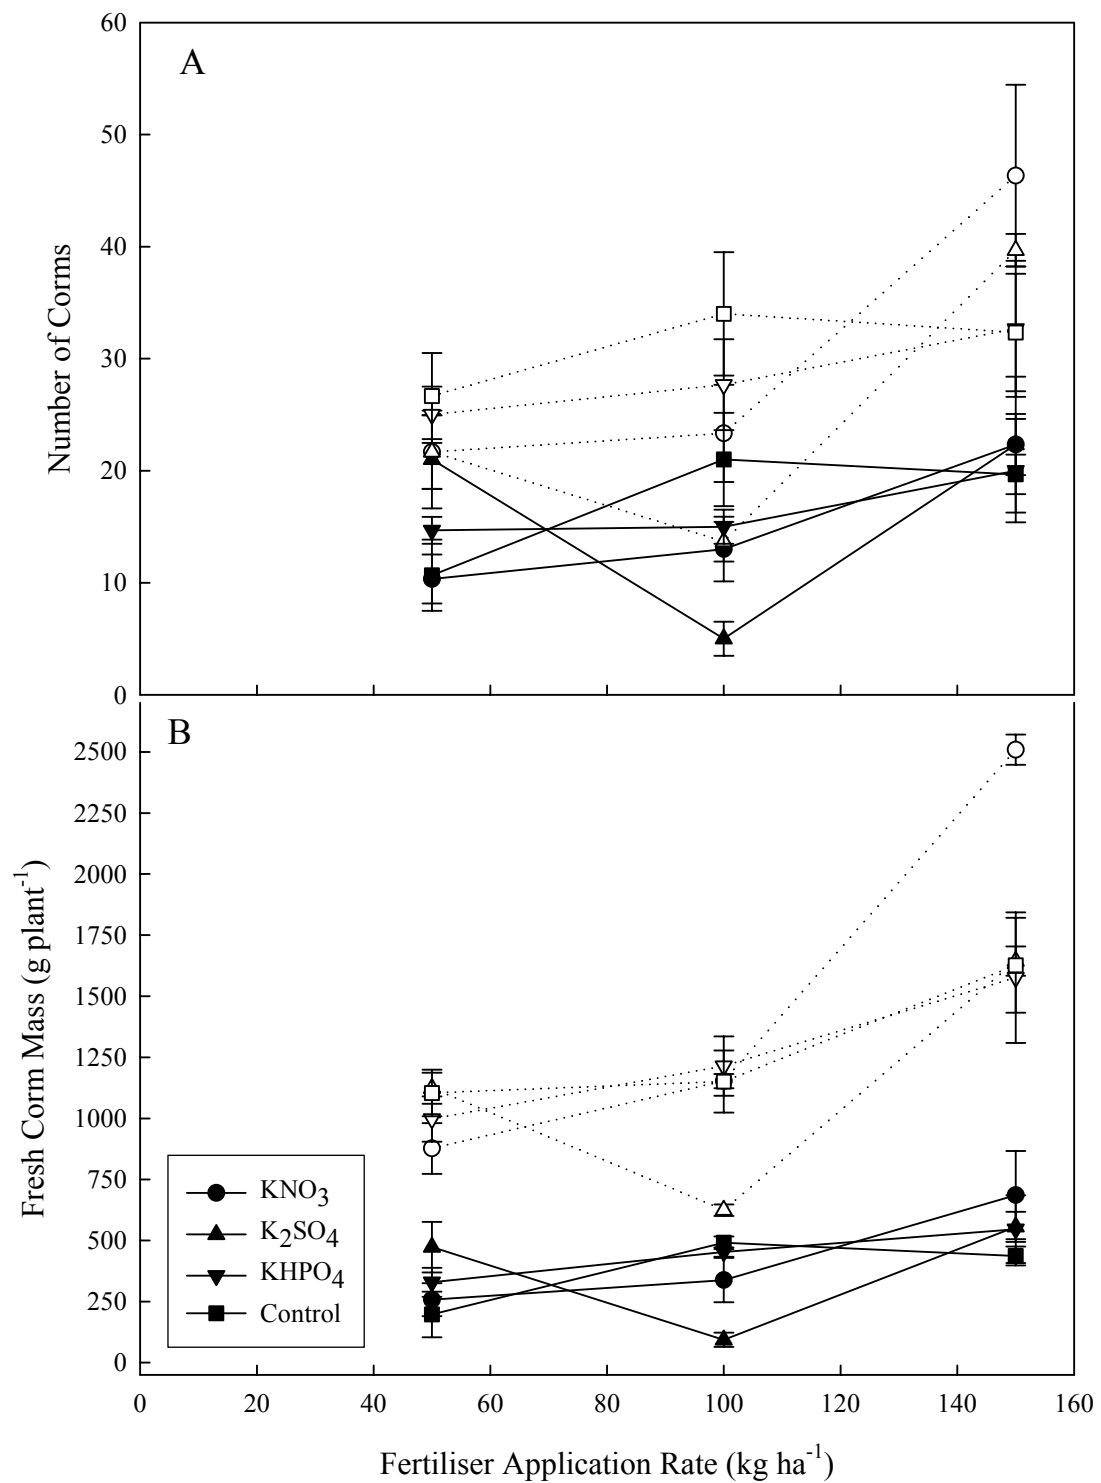 60
A
50
40
30
20
10
0
Number of Corms
B
2500
2250
2000
1750
1500
1250
1000
750
500
250
0
Fresh Corm Mass (g plant⁻¹)
KNO₃
K₂SO₄
KHPO₄
Control
0 20 40 60 80 100 120 140 160
Fertiliser Application Rate (kg ha⁻¹)